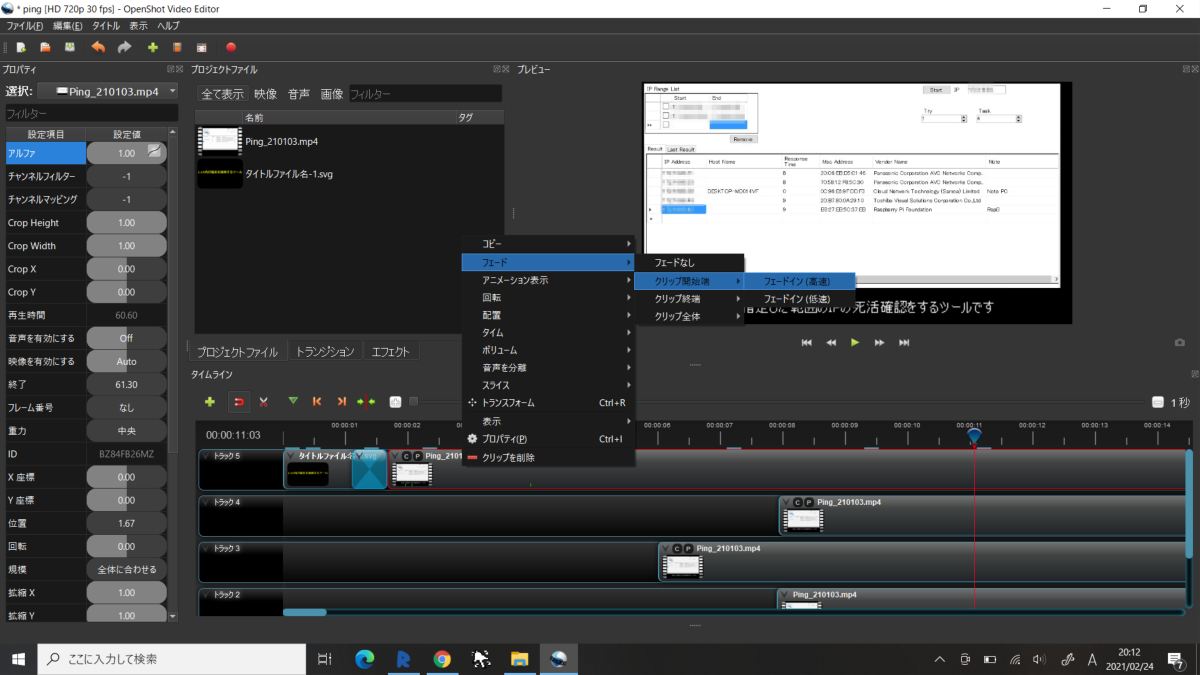 * ping [HD 720p 30 fps] - OpenShot Video Editor
ファイル(F) 編集(E) タイトル 表示 ヘルプ
プロパティ
選択: Ping_210103.mp4
フィルター
設定項目 設定値
アルファ 1.00
チャンネルフィルター -1
チャンネルマッピング -1
Crop Height 1.00
Crop Width 1.00
Crop X 0.00
Crop Y 0.00
再生時間 60.60
音声を有効にする Off
映像を有効にする Auto
終了 61.30
フレーム番号 なし
重力 中央
ID BZ84FB26MZ
X 座標 0.00
Y 座標 0.00
位置 1.67
回転 0.00
規模 全体に合わせる
拡縮 X 1.00
拡縮 Y 1.00
プロジェクトファイル
全て表示 映像 音声 画像 フィルター
名前 タグ
Ping_210103.mp4
タイトルファイル名-1.svg
プロジェクトファイル トランジション エフェクト
プレビュー
IP Range List
Start End
Remove
Start IP
Try Task
Result Last Result
IP Address Host Name Response Time Mac Address Vendor Name Note
Panasonic Corporation AVC Networks Comp.
Panasonic Corporation AVC Networks Comp.
DESKTOP-MD014VF 0 Cloud Network Technology (Samoa) Limited Note PC
Toshiba Visual Solutions Corporation Co.,Ltd
Raspberry Pi Foundation
範囲のIPの死活確認をするツールです
コピー
フェード
アニメーション表示
回転
配置
タイム
ボリューム
音声を分離
スライス
トランスフォーム Ctrl+R
表示
プロパティ(P) Ctrl+I
クリップを削除
フェードなし
クリップ開始端
クリップ終端
クリップ全体
フェードイン (高速)
フェードイン (低速)
タイムライン
1 秒
00:00:11:03
00:00:01 00:00:02 00:00:06 00:00:07 00:00:08 00:00:09 00:00:10 00:00:11 00:00:12 00:00:13 00:00:14
トラック 5
タイトルファイル名
C P Ping_2101
トラック 4
C P Ping_210103.mp4
トラック 3
C P Ping_210103.mp4
トラック 2
Ping_210103.mp4
ここに入力して検索
A
20:12
2021/02/24
7